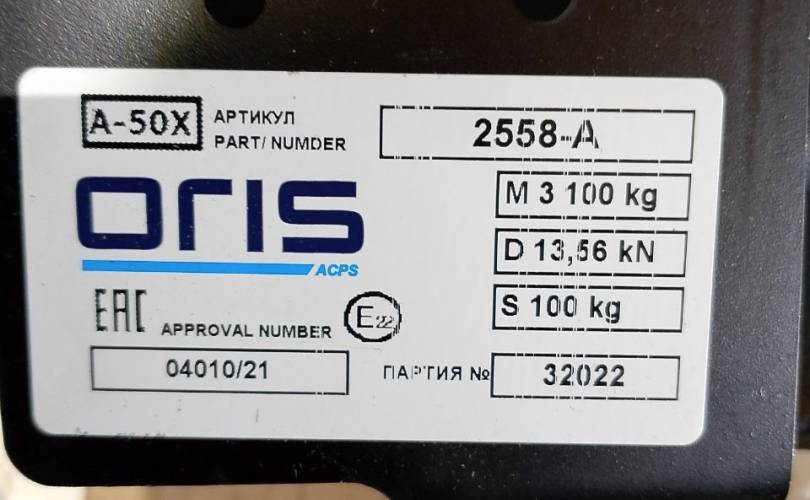 A-50X
АРТИКУЛ
PART/ NUMDER
2558-A
ORIS
ACPS
M 3 100 kg
D 13,56 kN
S 100 kg
EAC
APPROVAL NUMBER
E22
04010/21
ПАРТИЯ №
32022